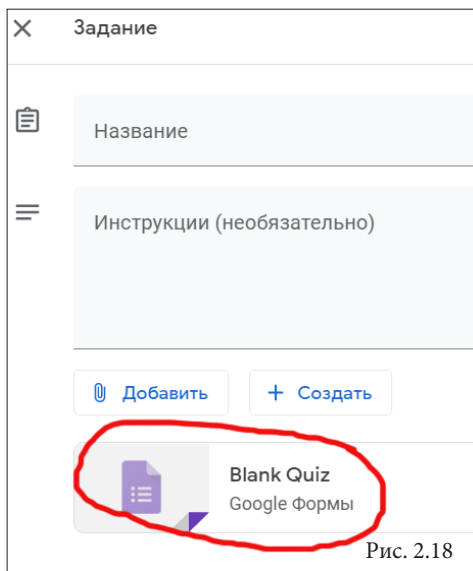 Задание
Название
Инструкции (необязательно)
Добавить
+ Создать
Blank Quiz
Google Формы
Рис. 2.18